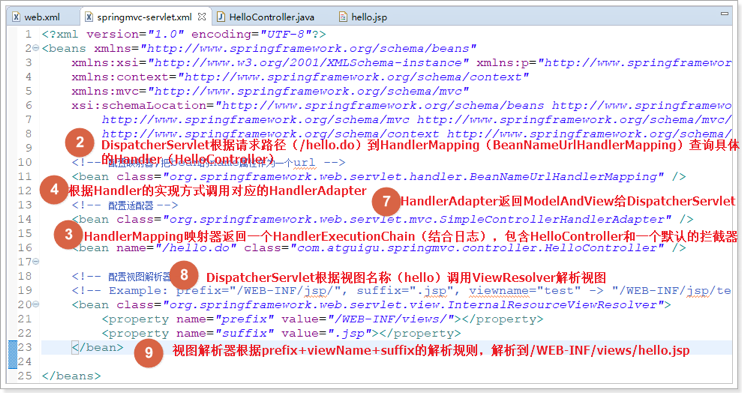 web.xml springmvc-servlet.xml HelloController.java hello.jsp
1 <?xml version="1.0" encoding="UTF-8"?>
2 <beans xmlns="http://www.springframework.org/schema/beans"
3 xmlns:xsi="http://www.w3.org/2001/XMLSchema-instance" xmlns:p="http://www.springframewor
4 xmlns:context="http://www.springframework.org/schema/context"
5 xmlns:mvc="http://www.springframework.org/schema/mvc"
6 xsi:schemaLocation="http://www.springframework.org/schema/beans http://www.springframewo
7 http://www.springframework.org/schema/mvc http://www.springframework.org/schema/mvc/
8 http://www.springframework.org/schema/context http://www.springframework.org/schema/
2 DispatcherServlet根据请求路径（/hello.do）到HandlerMapping（BeanNameUrlHandlerMapping）查询具体
的Handler（HelloController）
10 <!-- 配置映射器，把bean的name属性作为一个url -->
11 <bean class="org.springframework.web.servlet.handler.BeanNameUrlHandlerMapping" />
12
4 根据Handler的实现方式调用对应的HandlerAdapter
7 HandlerAdapter返回ModelAndView给DispatcherServlet
13 <!-- 配置适配器 -->
14 <bean class="org.springframework.web.servlet.mvc.SimpleControllerHandlerAdapter" />
15
3 HandlerMapping映射器返回一个HandlerExecutionChain（结合日志），包含HelloController和一个默认的拦截器
16 <bean name="/hello.do" class="com.atguigu.springmvc.controller.HelloController" />
17
8 DispatcherServlet根据视图名称（hello）调用ViewResolver解析视图
18 <!-- 配置视图解析器
19 <!-- Example: prefix="/WEB-INF/jsp/", suffix=".jsp", viewname="test" -> "/WEB-INF/jsp/te
20 <bean class="org.springframework.web.servlet.view.InternalResourceViewResolver">
21 <property name="prefix" value="/WEB-INF/views/"></property>
22 <property name="suffix" value=".jsp"></property>
23 </bean>
9 视图解析器根据prefix+viewName+suffix的解析规则，解析到/WEB-INF/views/hello.jsp
24
25 </beans>